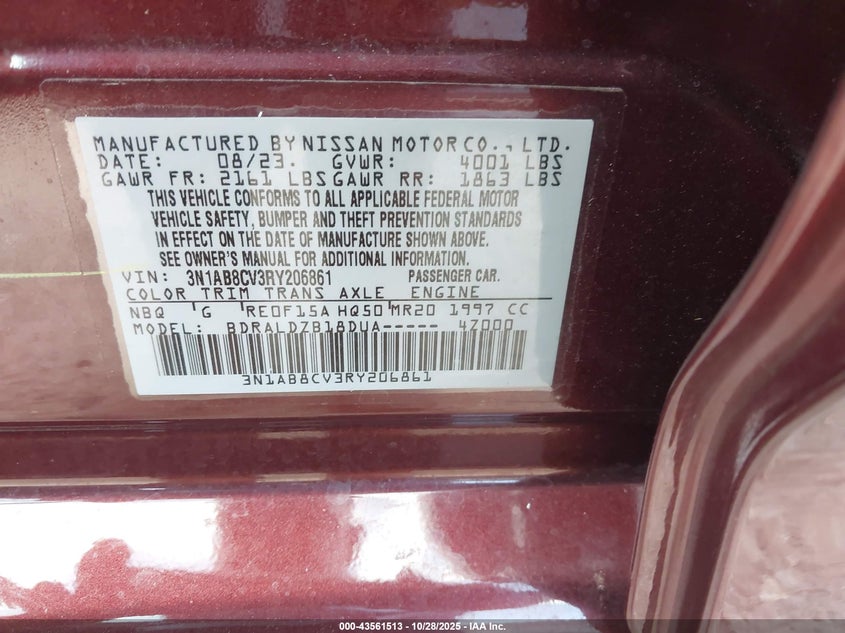 MANUFACTURED BY NISSAN MOTOR CO., LTD.
DATE: 08/23. GVWR: 4001 LBS
GAWR FR: 2161 LBS GAWR RR: 1863 LBS
THIS VEHICLE CONFORMS TO ALL APPLICABLE FEDERAL MOTOR
VEHICLE SAFETY, BUMPER AND THEFT PREVENTION STANDARDS
IN EFFECT ON THE DATE OF MANUFACTURE SHOWN ABOVE.
SEE OWNER'S MANUAL FOR ADDITIONAL INFORMATION.
VIN: 3N1AB8CV3RY206861 PASSENGER CAR.
COLOR TRIM TRANS AXLE ENGINE
NBQ G RE0F15A HQ50 MR20 1997 CC
MODEL: BDRALDZB18DUA----- 4Z000
3N1AB8CV3RY206861
000-43561513 - 10/28/2025 - IAA Inc.